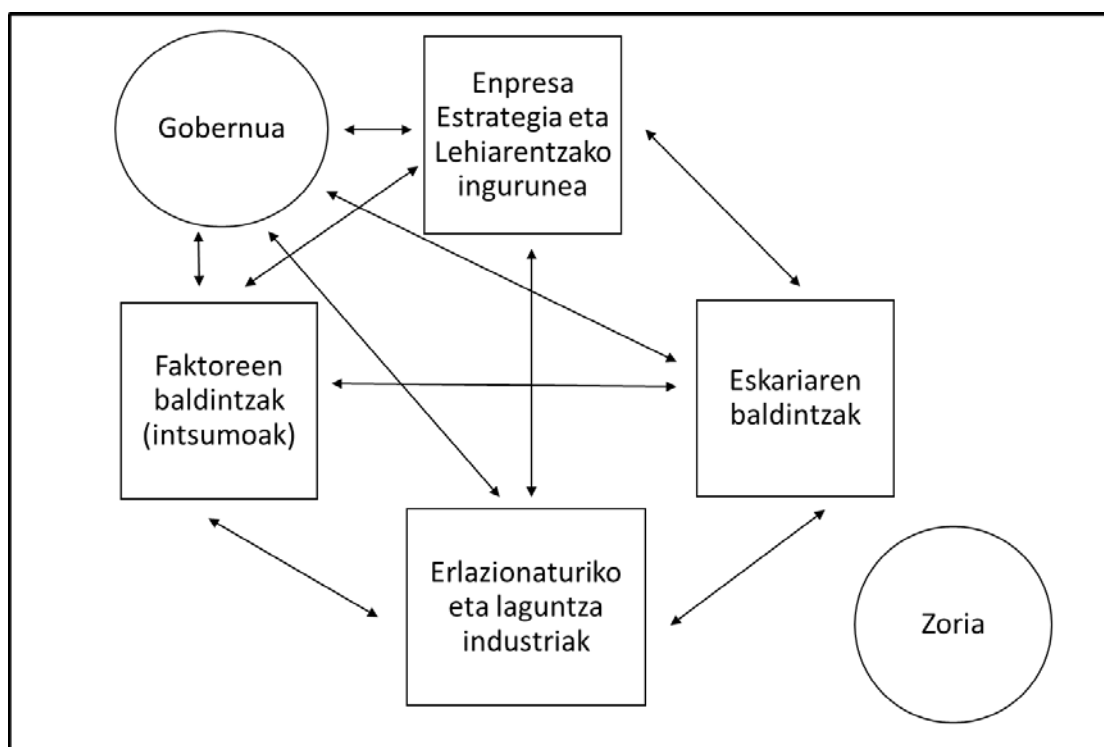 Gobernua
Enpresa
Estrategia eta
Lehiarentzako
ingurunea
Faktoreen
baldintzak
(intsumoak)
Eskariaren
baldintzak
Erlazionaturiko
eta laguntza
industriak
Zoria